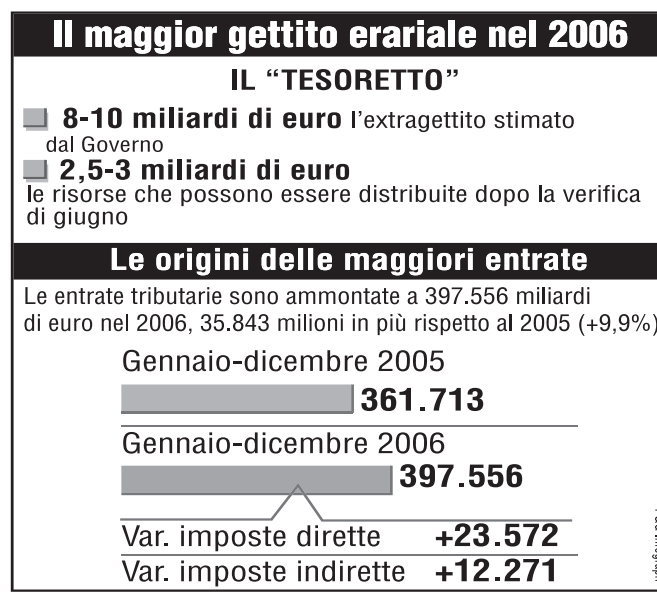 Il maggior gettito erariale nel 2006
IL “TESORETTO”
8-10 miliardi di euro l'extragettito stimato
dal Governo
2,5-3 miliardi di euro
le risorse che possono essere distribuite dopo la verifica
di giugno
Le origini delle maggiori entrate
Le entrate tributarie sono ammontate a 397.556 miliardi
di euro nel 2006, 35.843 milioni in più rispetto al 2005 (+9,9%)
Gennaio-dicembre 2005
361.713
Gennaio-dicembre 2006
397.556
Var. imposte dirette +23.572
Var. imposte indirette +12.271